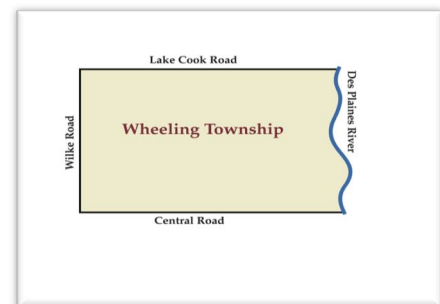 Lake Cook Road
Wilke Road
Wheeling Township
Des Plaines River
Central Road